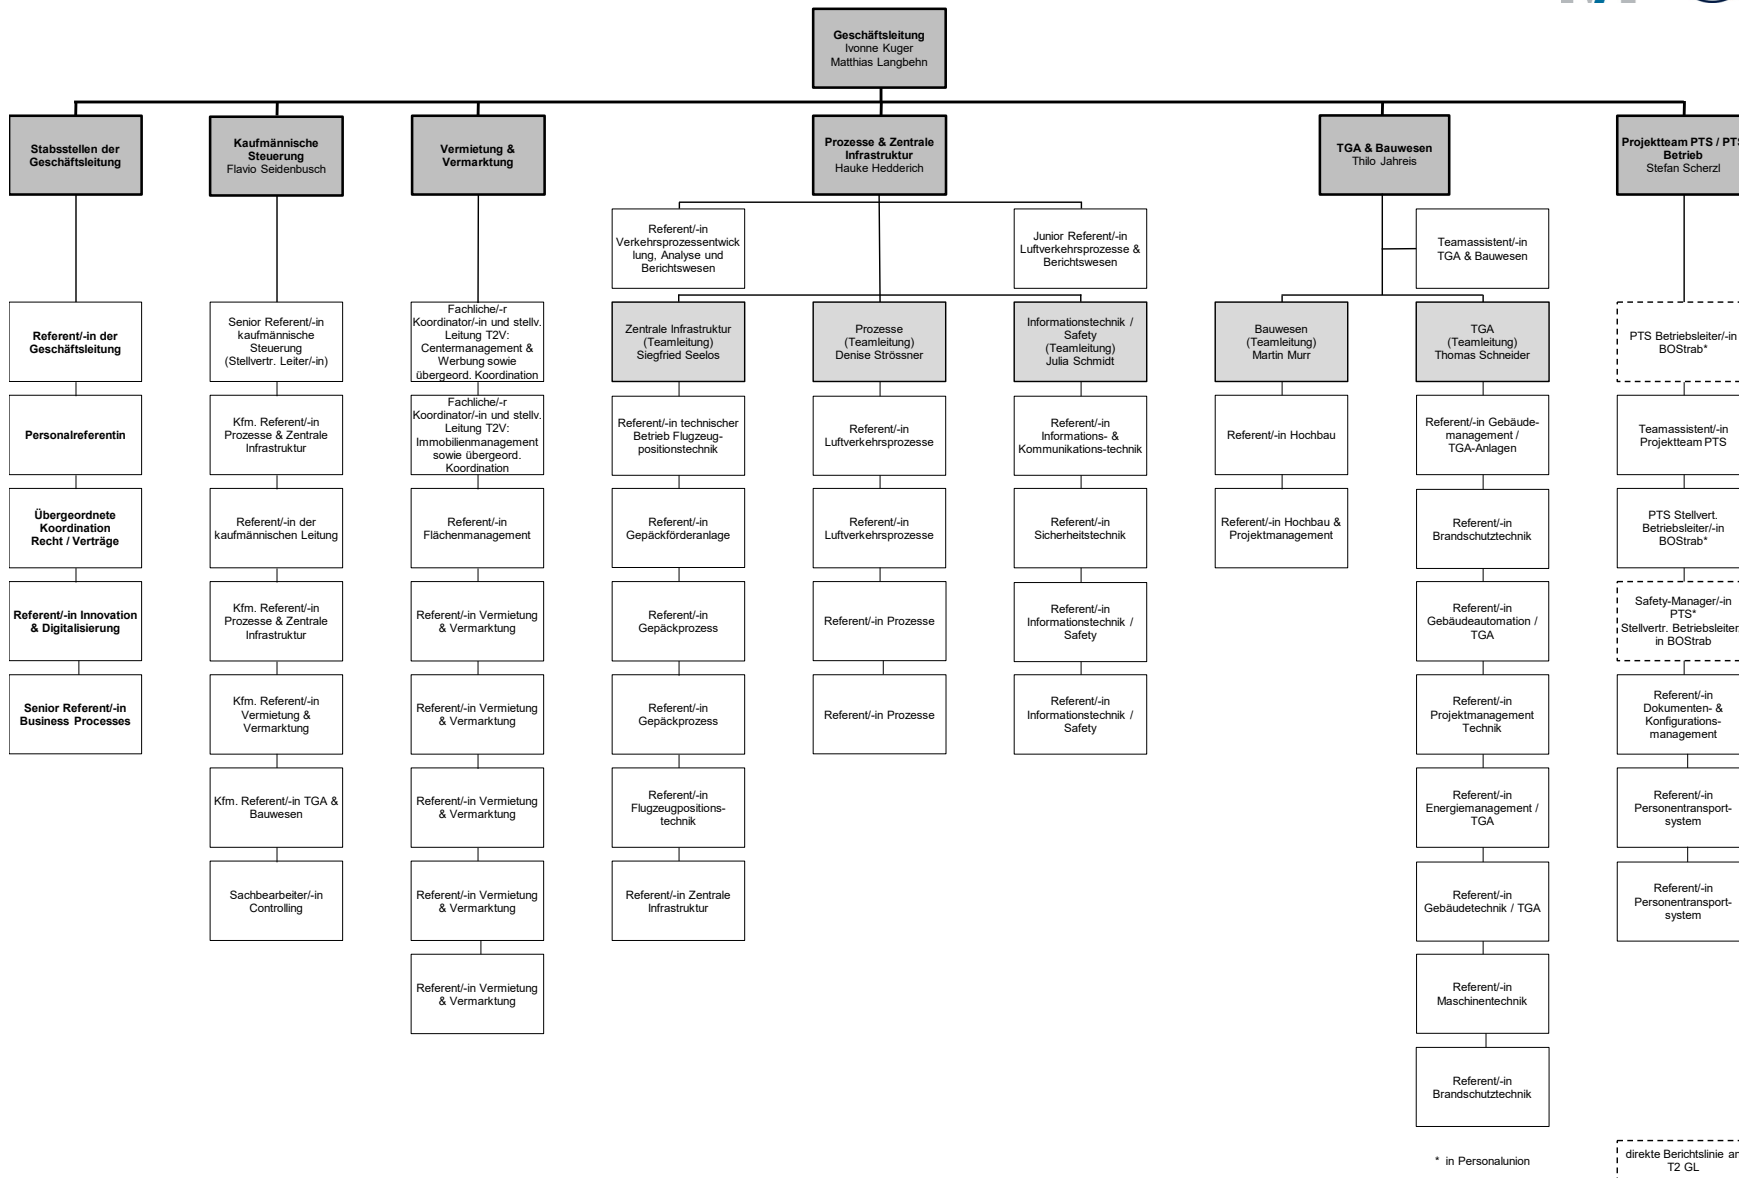 Geschäftsleitung
Ivonne Kuger
Matthias Langbehn
Stabsstellen der
Geschäftsleitung
Kaufmännische
Steuerung
Flavio Seidenbusch
Vermietung &
Vermarktung
Prozesse & Zentrale
Infrastruktur
Hauke Hedderich
TGA & Bauwesen
Thilo Jahreis
Projektteam PTS / PTS
Betrieb
Stefan Scherzl
Referent/-in
Verkehrsprozessentwick
lung, Analyse und
Berichtswesen
Junior Referent/-in
Luftverkehrsprozesse &
Berichtswesen
Teamassistent/-in
TGA & Bauwesen
Referent/-in der
Geschäftsleitung
Senior Referent/-in
kaufmännische
Steuerung
(Stellvertr. Leiter/-in)
Fachliche/-r
Koordinator/-in und stellv.
Leitung T2V:
Centermanagement &
Werbung sowie
übergeord. Koordination
Zentrale Infrastruktur
(Teamleitung)
Siegfried Seelos
Prozesse
(Teamleitung)
Denise Strössner
Informationstechnik /
Safety
(Teamleitung)
Julia Schmidt
Bauwesen
(Teamleitung)
Martin Murr
TGA
(Teamleitung)
Thomas Schneider
PTS Betriebsleiter/-in
BOStrab*
Personalreferentin
Kfm. Referent/-in
Prozesse & Zentrale
Infrastruktur
Fachliche/-r
Koordinator/-in und stellv.
Leitung T2V:
Immobilienmanagement
sowie übergeord.
Koordination
Referent/-in technischer
Betrieb Flugzeug-
positionstechnik
Referent/-in
Luftverkehrsprozesse
Referent/-in
Informations- &
Kommunikations-technik
Referent/-in Hochbau
Referent/-in Gebäude-
management /
TGA-Anlagen
Teamassistent/-in
Projektteam PTS
Übergeordnete
Koordination
Recht / Verträge
Referent/-in der
kaufmännischen Leitung
Referent/-in
Flächenmanagement
Referent/-in
Gepäckförderanlage
Referent/-in
Luftverkehrsprozesse
Referent/-in
Sicherheitstechnik
Referent/-in Hochbau &
Projektmanagement
Referent/-in
Brandschutztechnik
PTS Stellvert.
Betriebsleiter/-in
BOStrab*
Referent/-in Innovation
& Digitalisierung
Kfm. Referent/-in
Prozesse & Zentrale
Infrastruktur
Referent/-in Vermietung
& Vermarktung
Referent/-in
Gepäckprozess
Referent/-in Prozesse
Referent/-in
Informationstechnik /
Safety
Referent/-in
Gebäudeautomation /
TGA
Safety-Manager/-in
PTS*
Stellvertr. Betriebsleiter/
in BOStrab
Senior Referent/-in
Business Processes
Kfm. Referent/-in
Vermietung &
Vermarktung
Referent/-in Vermietung
& Vermarktung
Referent/-in
Gepäckprozess
Referent/-in Prozesse
Referent/-in
Informationstechnik /
Safety
Referent/-in
Projektmanagement
Technik
Referent/-in
Dokumenten- &
Konfigurations-
management
Kfm. Referent/-in TGA &
Bauwesen
Referent/-in Vermietung
& Vermarktung
Referent/-in
Flugzeugpositions-
technik
Referent/-in
Energiemanagement /
TGA
Referent/-in
Personentransport-
system
Sachbearbeiter/-in
Controlling
Referent/-in Vermietung
& Vermarktung
Referent/-in Zentrale
Infrastruktur
Referent/-in
Gebäudetechnik / TGA
Referent/-in
Personentransport-
system
Referent/-in Vermietung
& Vermarktung
Referent/-in
Maschinentechnik
Referent/-in
Brandschutztechnik
* in Personalunion
direkte Berichtslinie an
T2 GL